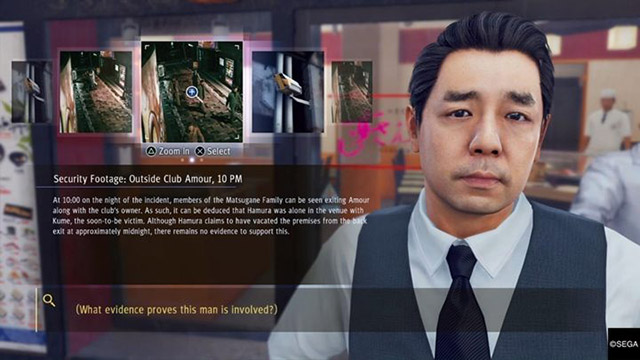 Zoom In Select
Security Footage: Outside Club Amour, 10 PM
At 10:00 on the night of the incident, members of the Matsugane Family can be seen exiting Amour
along with the club's owner. As such, it can be deduced that Hamura was alone in the venue with
Kume, the soon-to-be victim. Although Hamura claims to have vacated the premises from the back
exit at approximately midnight, there remains no evidence to support this.
(What evidence proves this man is involved?)
©SEGA